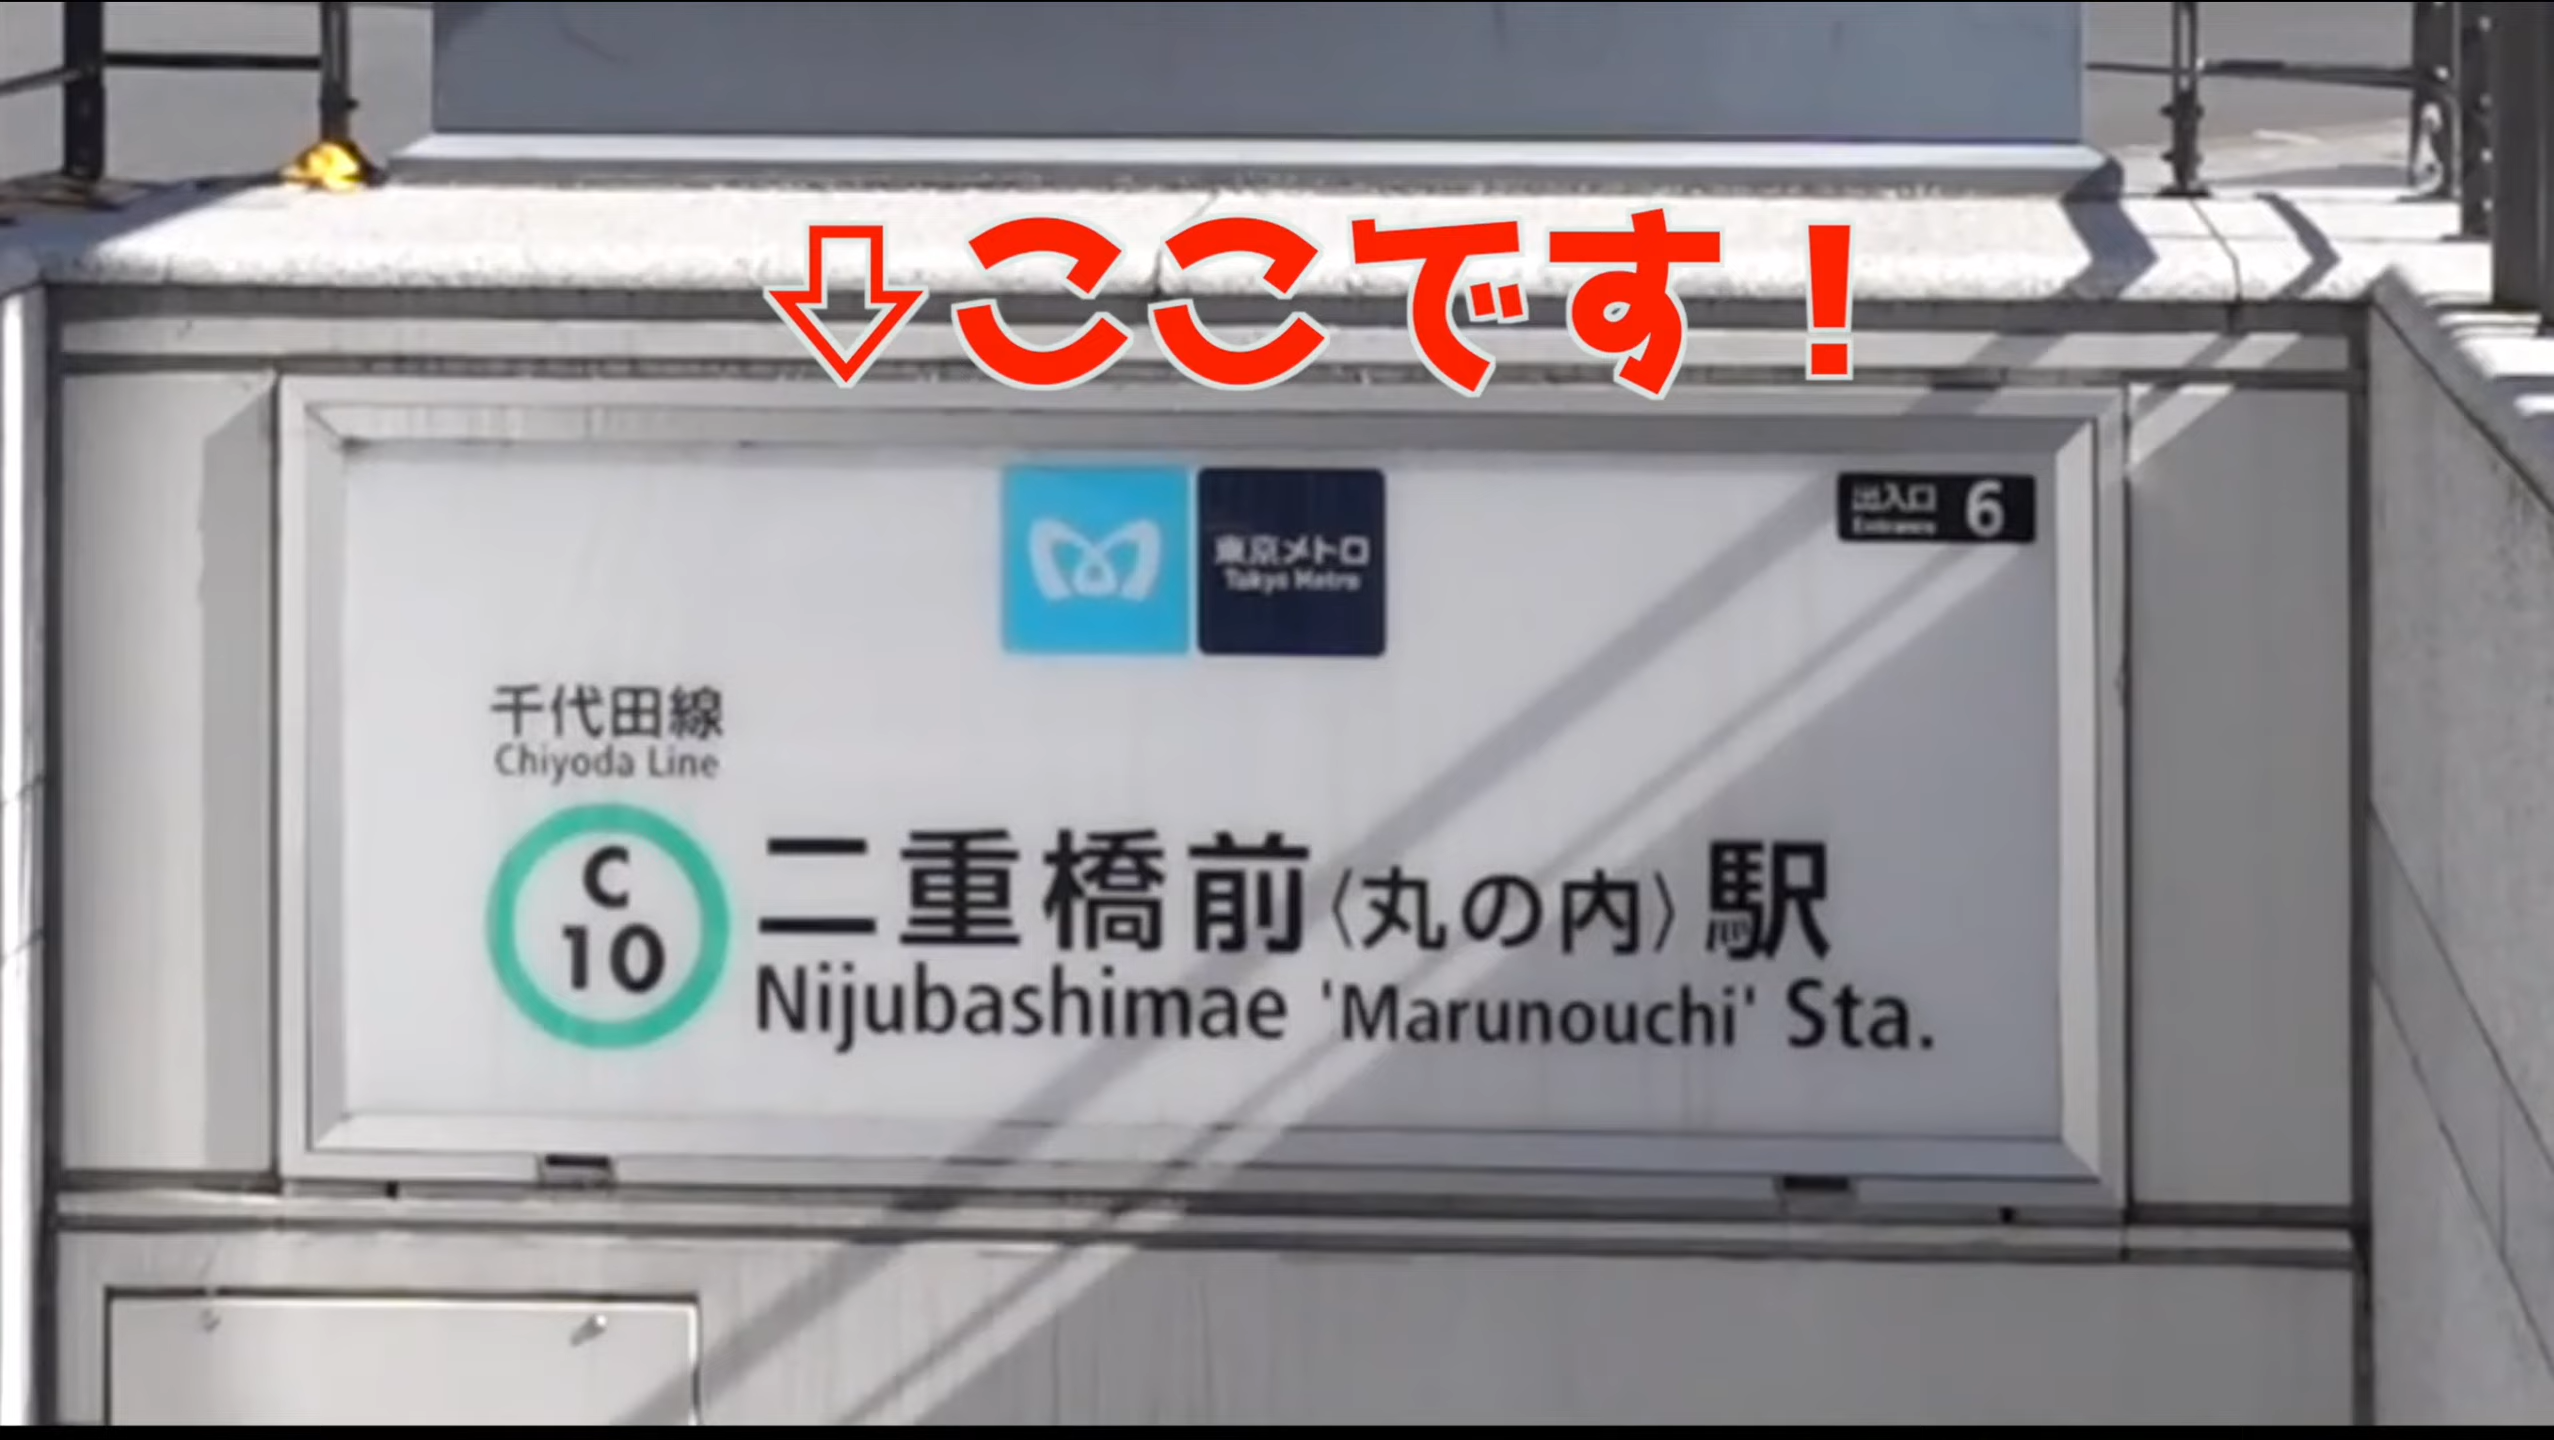 ⇩ここです！
出入口 6
Entrance
東京メトロ
Tokyo Metro
千代田線
Chiyoda Line
C
10
二重橋前〈丸の内〉駅
Nijubashimae 'Marunouchi' Sta.